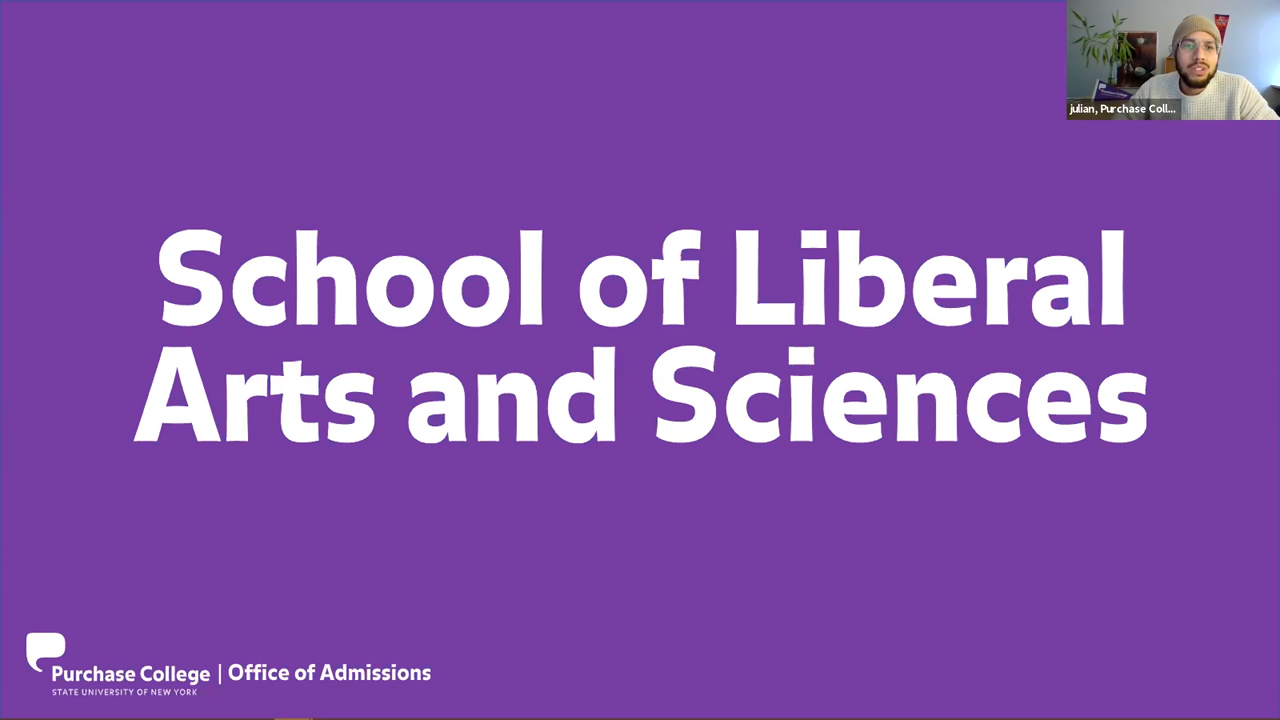 julian, Purchase Coll...
School of Liberal
Arts and Sciences
Purchase College | Office of Admissions
STATE UNIVERSITY OF NEW YORK